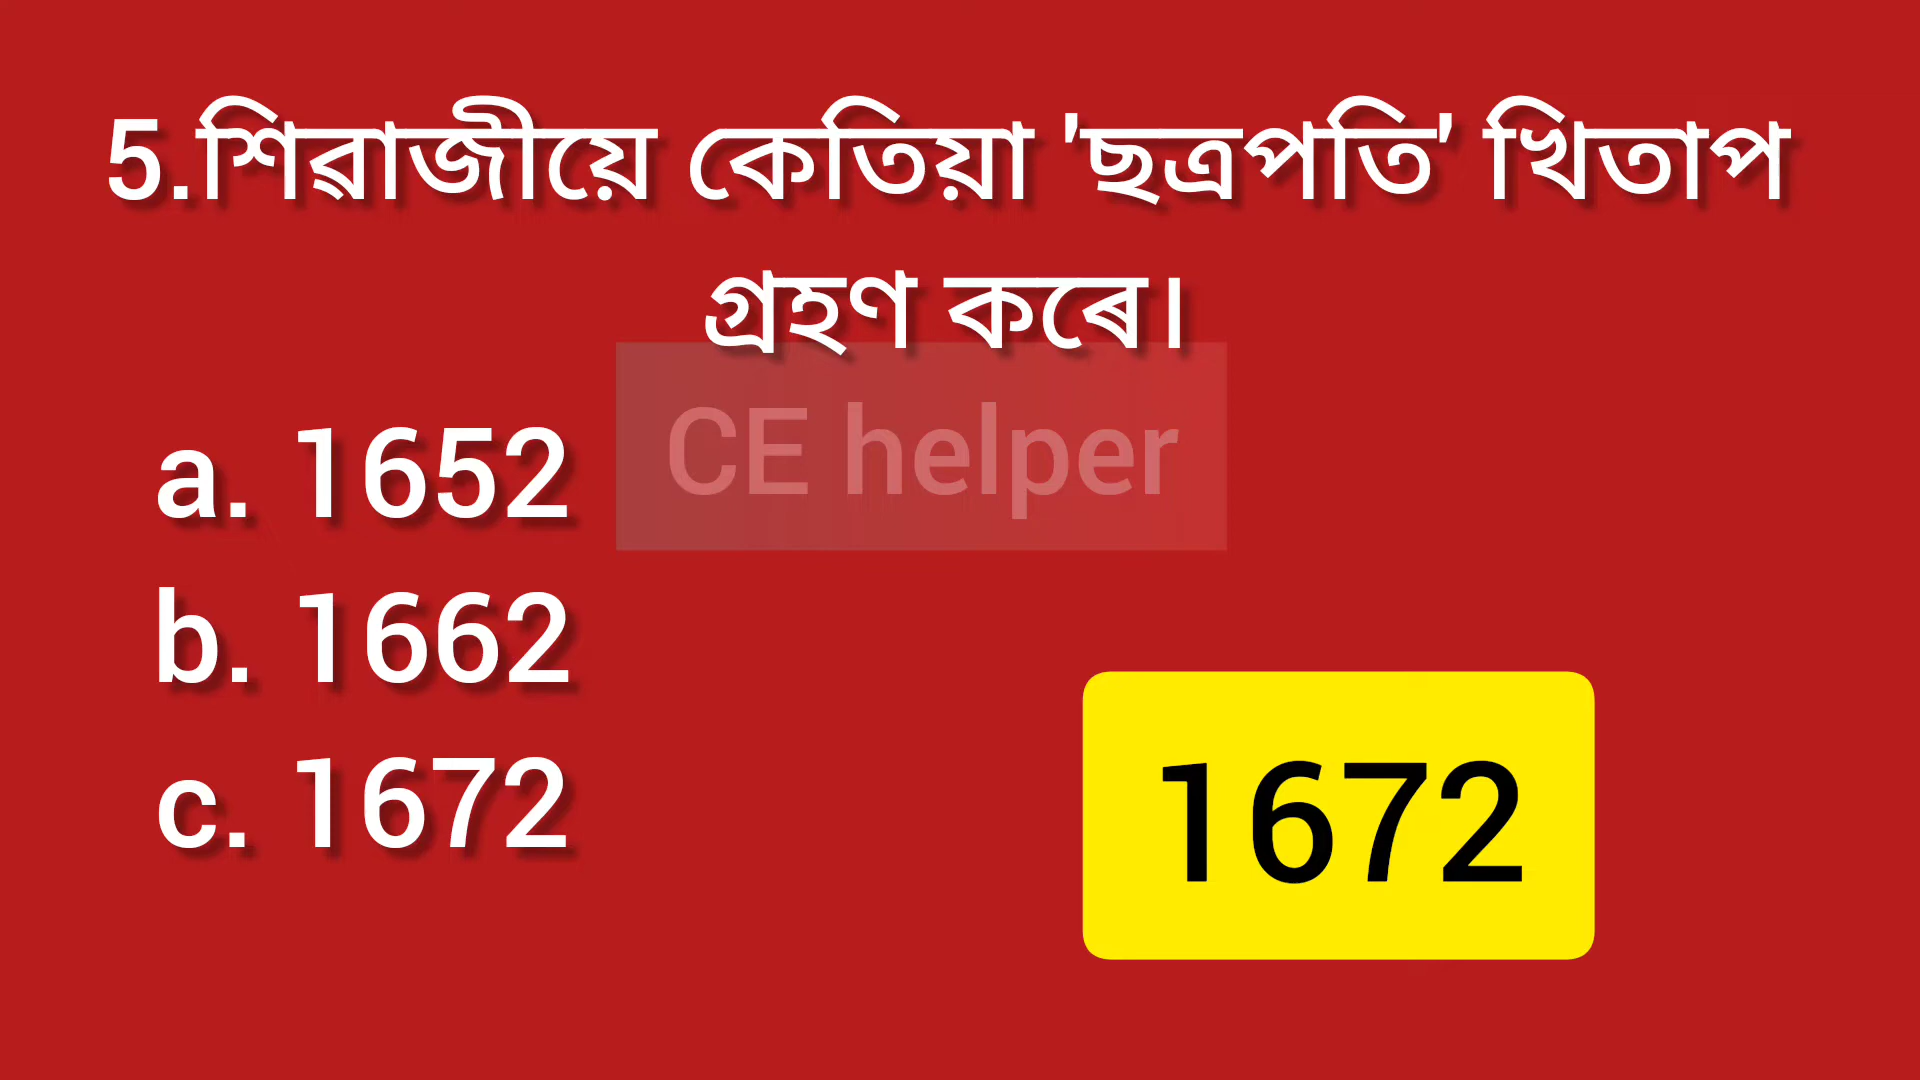 5.শিৱাজীয়ে কেতিয়া 'ছত্ৰপতি' খিতাপ
গ্ৰহণ কৰে।
CE helper
a. 1652
b. 1662
c. 1672
1672